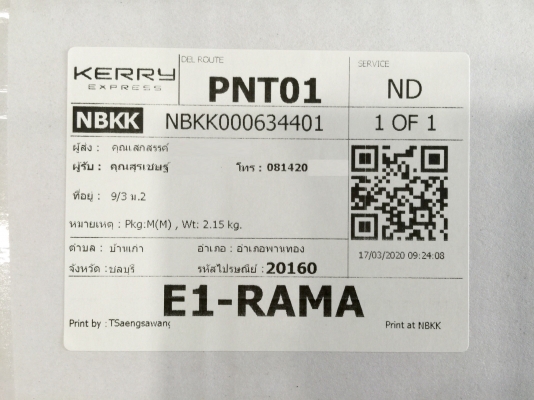 KERRY
EXPRESS
DEL ROUTE
PNT01
SERVICE
ND
NBKK
NBKK000634401
1 OF 1
ผู้ส่ง : คุณเสกสรรค์
ผู้รับ : คุณสุรเชษฐ์ โทร : 081420
ที่อยู่ : 9/3 ม.2
หมายเหตุ : Pkg:M(M) , Wt: 2.15 kg.
ตำบล : บ้านเก่า อำเภอ : อำเภอพานทอง
17/03/2020 09:24:08
จังหวัด : ชลบุรี รหัสไปรษณีย์ : 20160
E1-RAMA
Print by : TSaengsawang
Print at NBKK